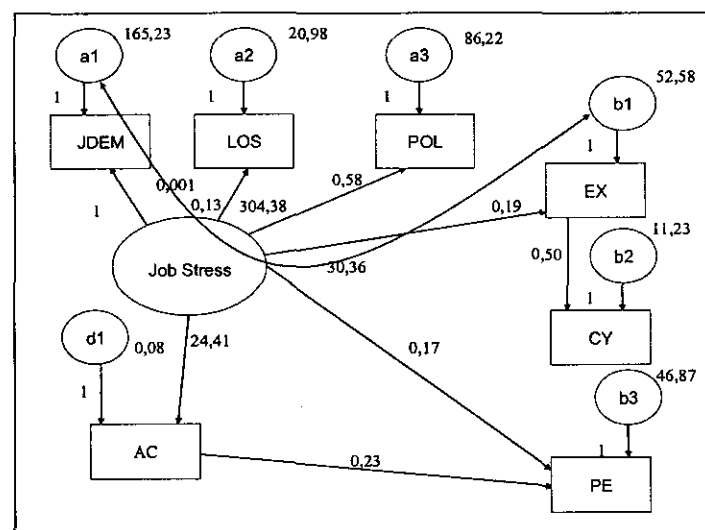 165,23
20,98
86,22
a1
a2
a3
52,58
b1
1
1
1
1
JDEM
LOS
POL
EX
0,001
0,13
304,38
0,58
0,19
1
11,23
b2
Job Stress
30,36
0,50
1
CY
d1
0,08
24,41
0,17
46,87
b3
1
AC
0,23
1
PE